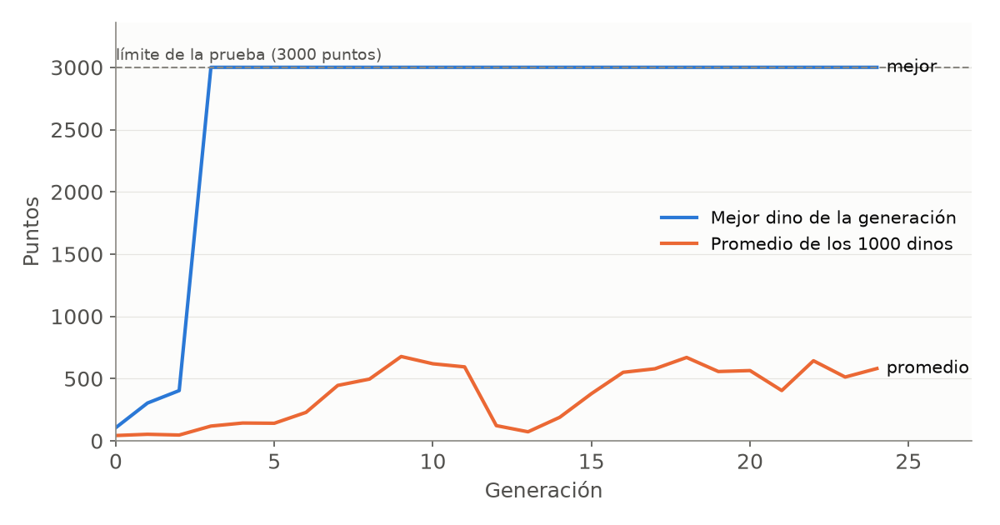 límite de la prueba (3000 puntos)
3000
mejor
2500
2000
Mejor dino de la generación
Promedio de los 1000 dinos
1500
1000
500
promedio
0
Puntos
0 5 10 15 20 25
Generación